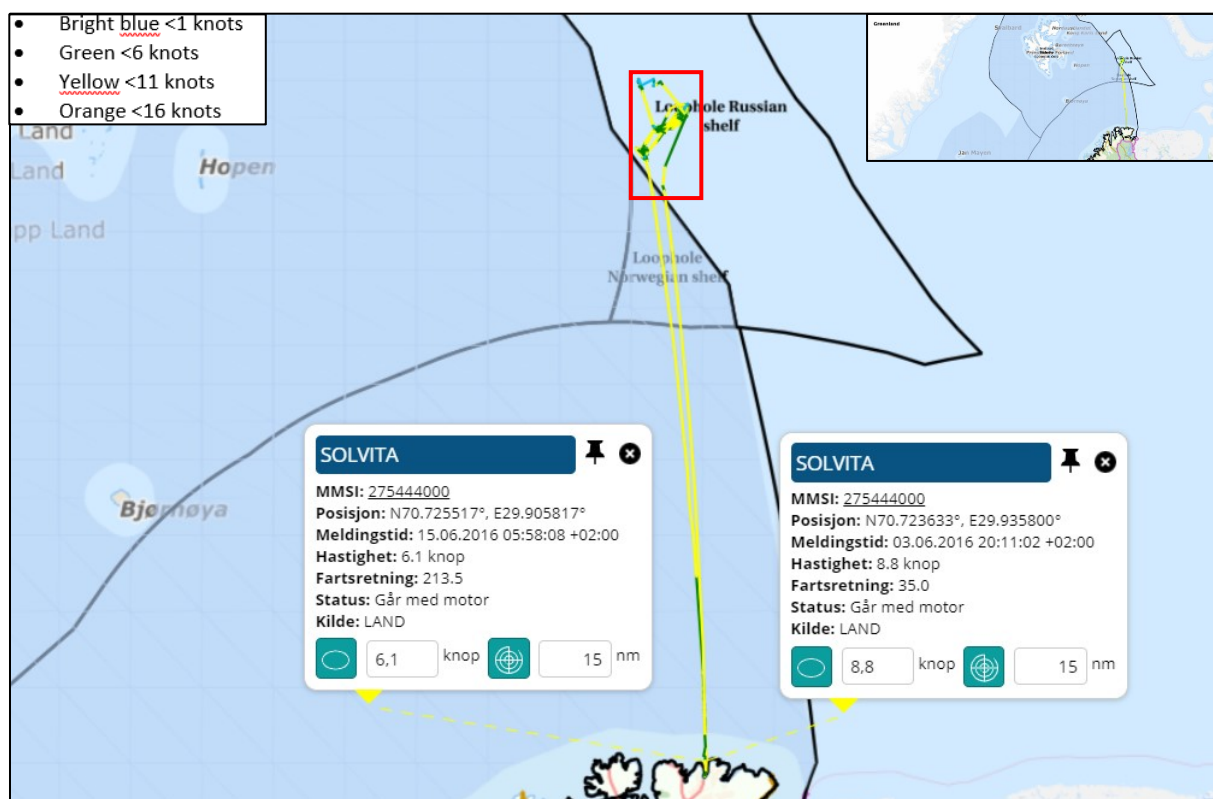 • Bright blue <1 knots
• Green <6 knots
• Yellow <11 knots
• Orange <16 knots
Greenland
Svalbard
Hopen
Bjørnøya
Jan Mayen
Land
Hopen
Land
pp Land
Loophole Russian
shelf
Loophole
Norwegian shelf
Bjørnøya
SOLVITA
MMSI: 275444000
Posisjon: N70.725517°, E29.905817°
Meldingstid: 15.06.2016 05:58:08 +02:00
Hastighet: 6.1 knop
Fartsretning: 213.5
Status: Går med motor
Kilde: LAND
6,1 knop 15 nm
SOLVITA
MMSI: 275444000
Posisjon: N70.723633°, E29.935800°
Meldingstid: 03.06.2016 20:11:02 +02:00
Hastighet: 8.8 knop
Fartsretning: 35.0
Status: Går med motor
Kilde: LAND
8,8 knop 15 nm